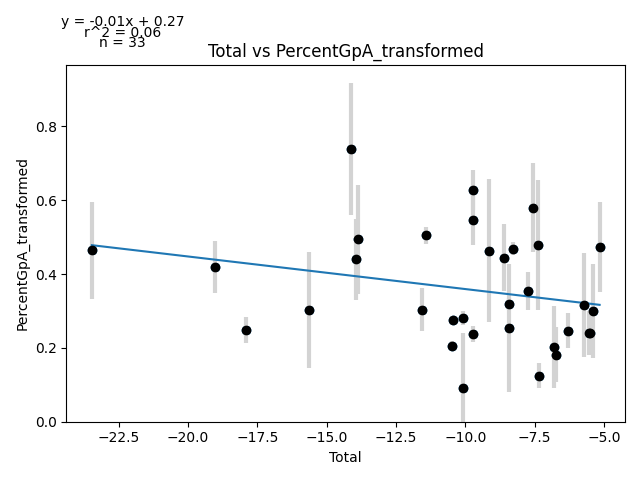 y = -0.01x + 0.27
r^2 = 0.06
n = 33
Total vs PercentGpA_transformed
PercentGpA_transformed
0.8
0.6
0.4
0.2
0.0
−22.5 −20.0 −17.5 −15.0 −12.5 −10.0 −7.5 −5.0
Total